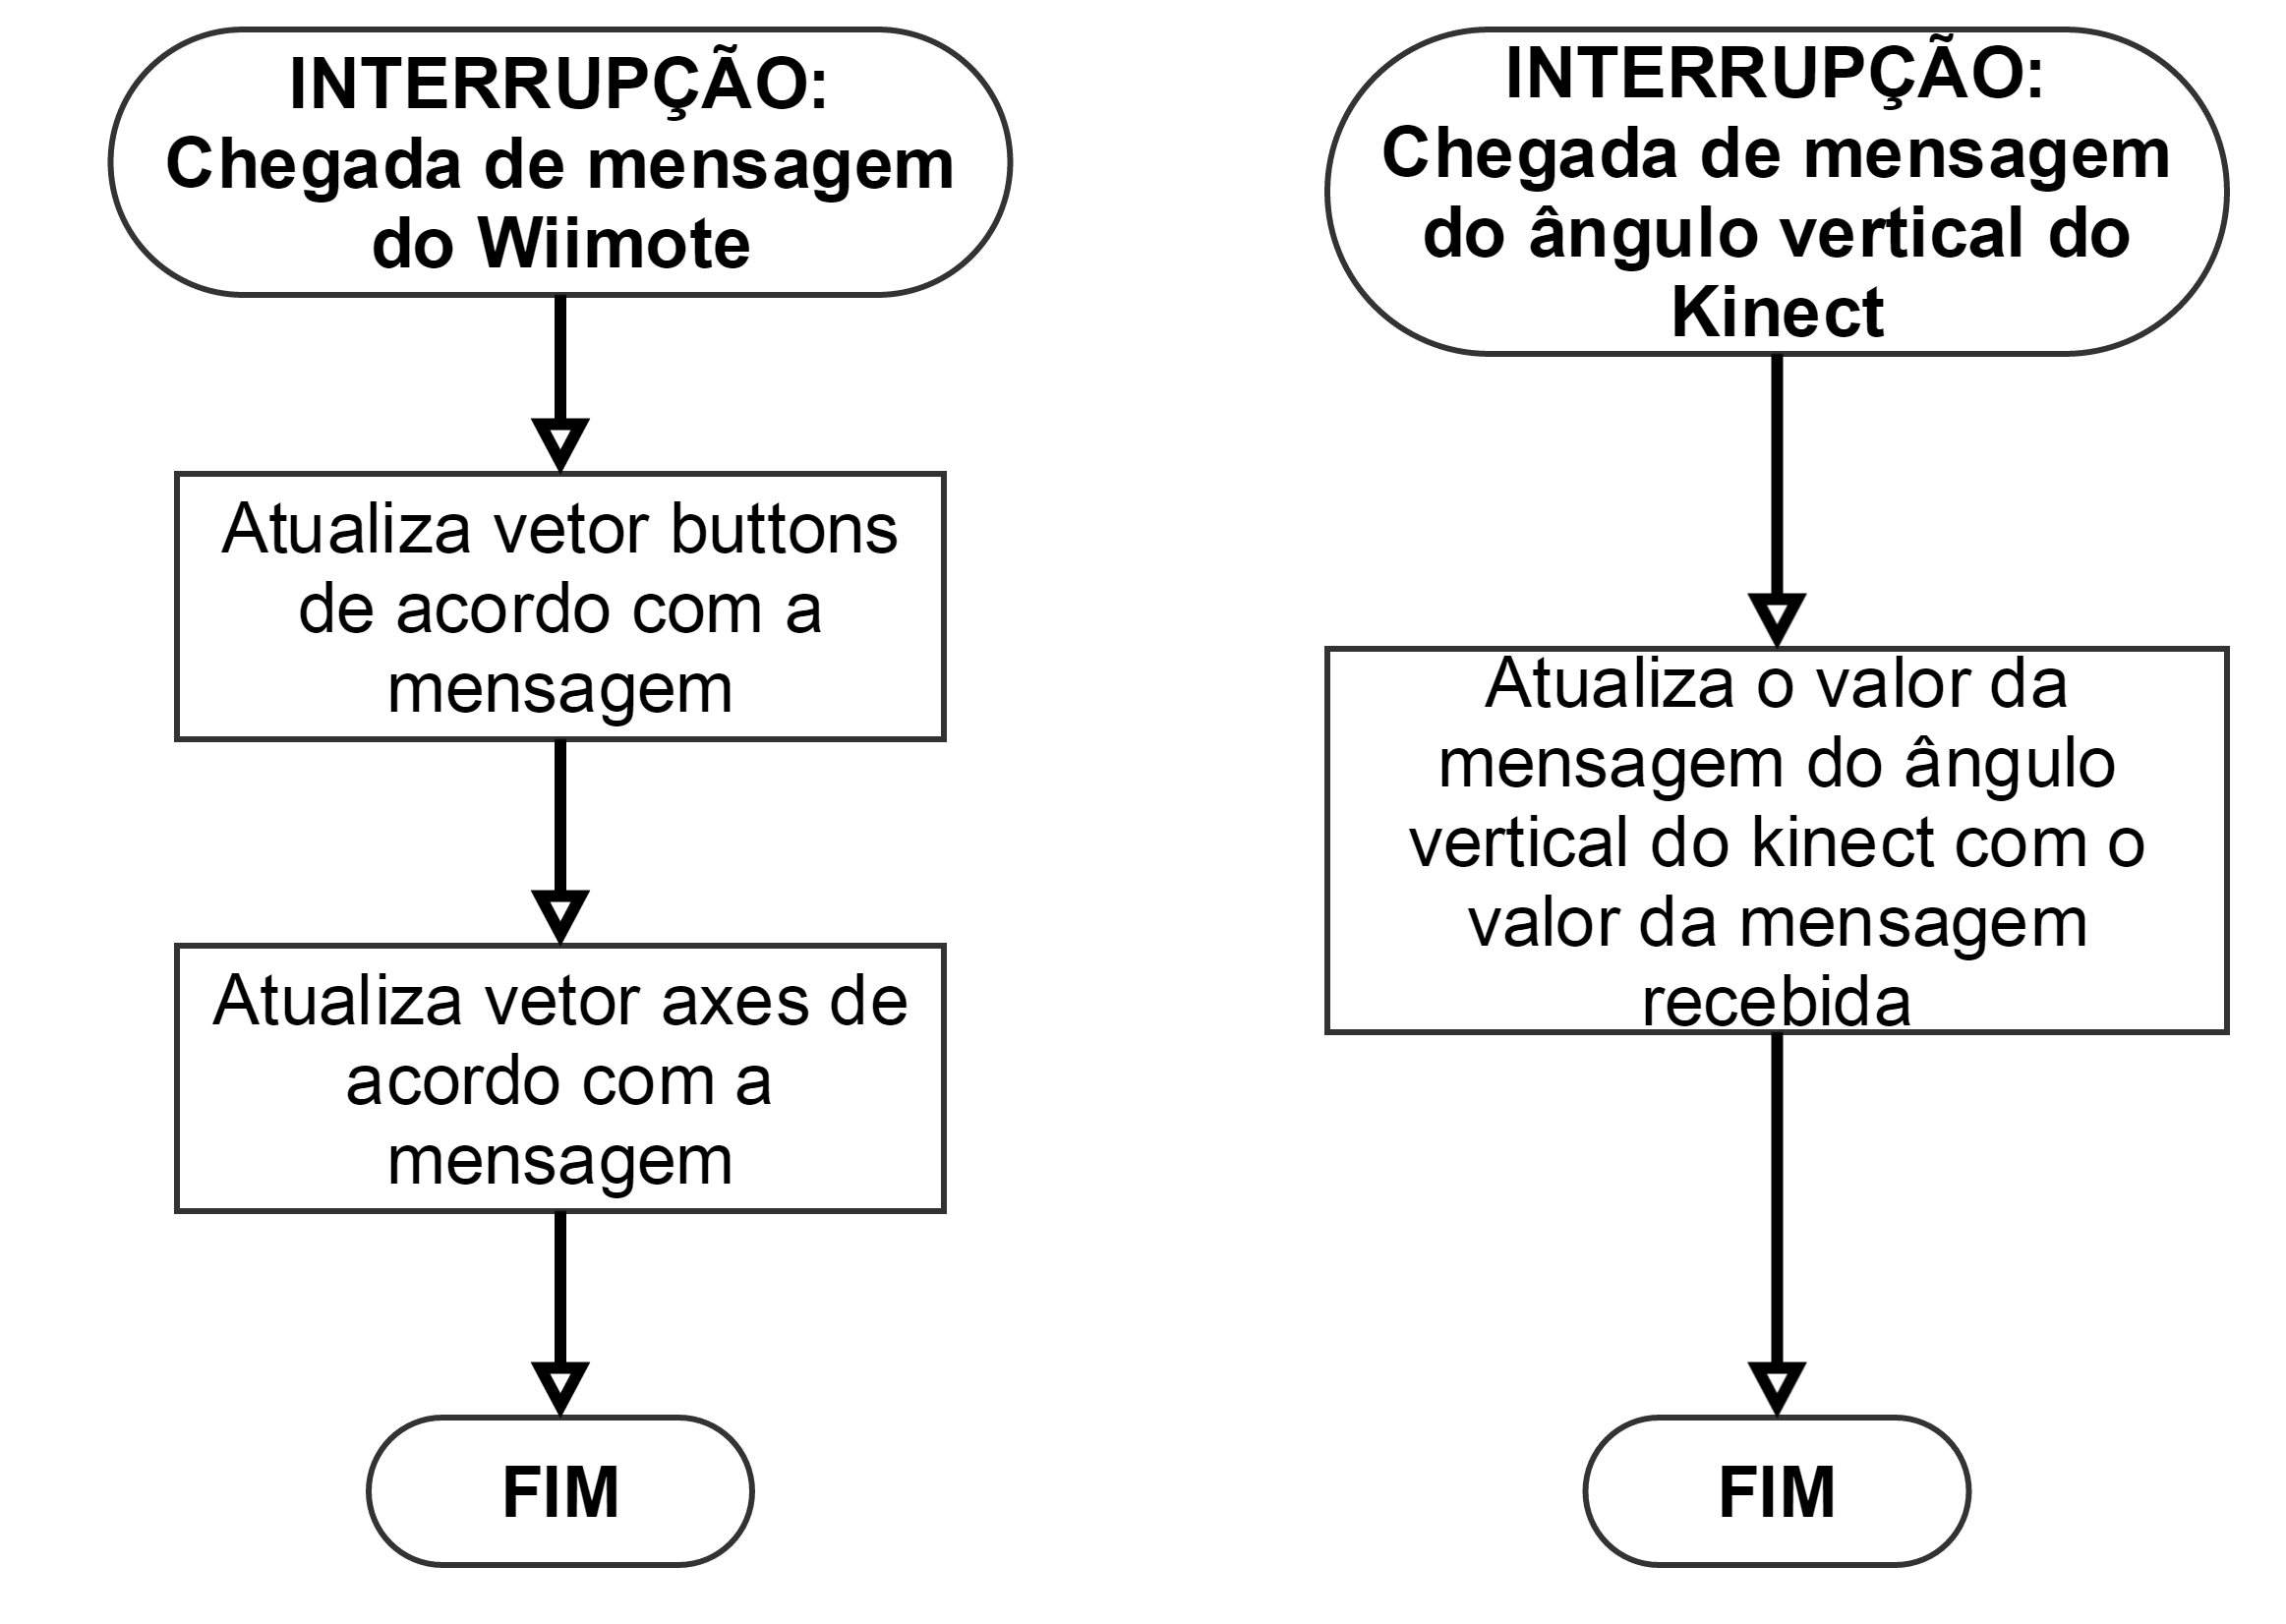 INTERRUPÇÃO:
Chegada de mensagem
do Wiimote
Atualiza vetor buttons
de acordo com a
mensagem
Atualiza vetor axes de
acordo com a
mensagem
FIM
INTERRUPÇÃO:
Chegada de mensagem
do ângulo vertical do
Kinect
Atualiza o valor da
mensagem do ângulo
vertical do kinect com o
valor da mensagem
recebida
FIM